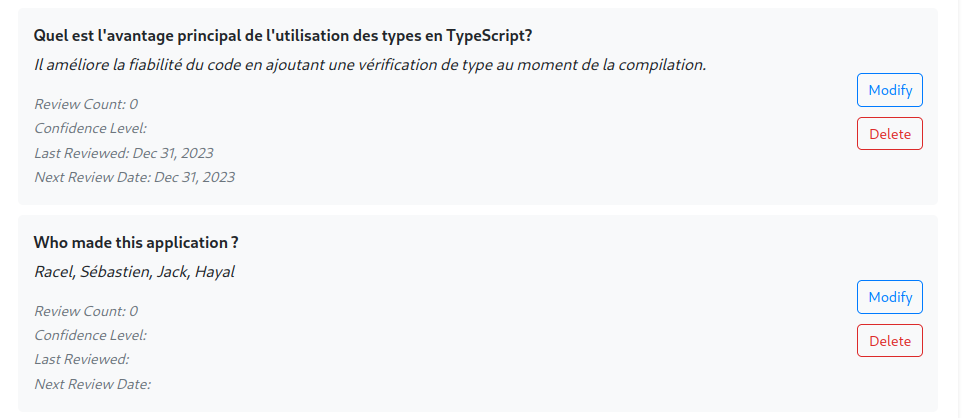 Quel est l'avantage principal de l'utilisation des types en TypeScript?
Il améliore la fiabilité du code en ajoutant une vérification de type au moment de la compilation.
Review Count: 0
Confidence Level:
Last Reviewed: Dec 31, 2023
Next Review Date: Dec 31, 2023
Modify
Delete
Who made this application ?
Racel, Sébastien, Jack, Hayal
Review Count: 0
Confidence Level:
Last Reviewed:
Next Review Date:
Modify
Delete